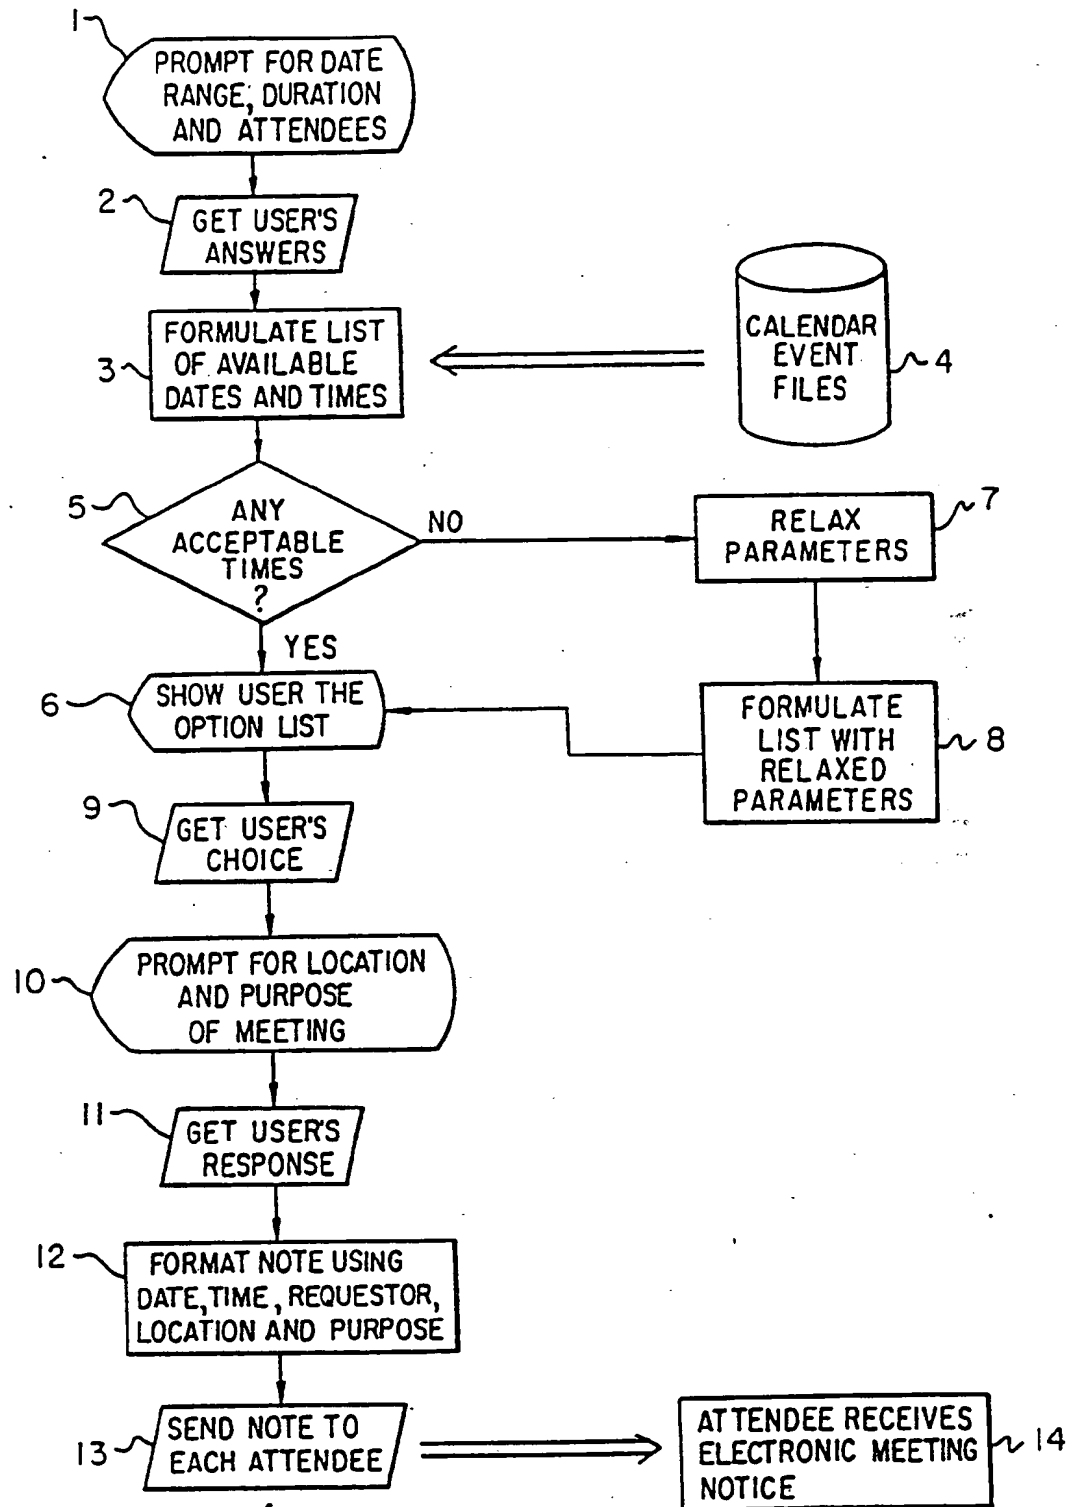 1
PROMPT FOR DATE
RANGE, DURATION
AND ATTENDEES
2
GET USER'S
ANSWERS
3
FORMULATE LIST
OF AVAILABLE
DATES AND TIMES
CALENDAR
EVENT
FILES
4
5
ANY
ACCEPTABLE
TIMES
?
NO
RELAX
PARAMETERS
7
YES
6
SHOW USER THE
OPTION LIST
FORMULATE
LIST WITH
RELAXED
PARAMETERS
8
9
GET USER'S
CHOICE
10
PROMPT FOR LOCATION
AND PURPOSE
OF MEETING
11
GET USER'S
RESPONSE
12
FORMAT NOTE USING
DATE, TIME, REQUESTOR,
LOCATION AND PURPOSE
13
SEND NOTE TO
EACH ATTENDEE
ATTENDEE RECEIVES
ELECTRONIC MEETING
NOTICE
14